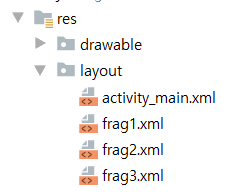 res
drawable
layout
activity_main.xml
frag1.xml
frag2.xml
frag3.xml